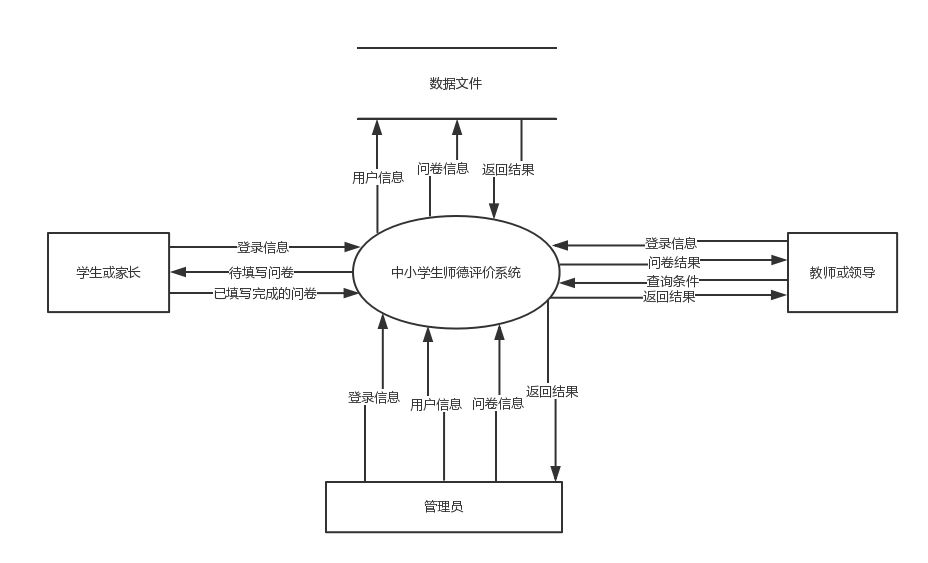 数据文件
用户信息
问卷信息
返回结果
登录信息
待填写问卷
已填写完成的问卷
学生或家长
中小学生师德评价系统
登录信息
问卷结果
查询条件
返回结果
教师或领导
登录信息
用户信息
问卷信息
返回结果
管理员